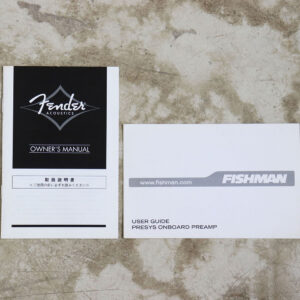 Fender
ACOUSTICS
OWNER'S MANUAL
取扱説明書
www.fishman.com
FISHMAN
USER GUIDE
PRESYS ONBOARD PREAMP